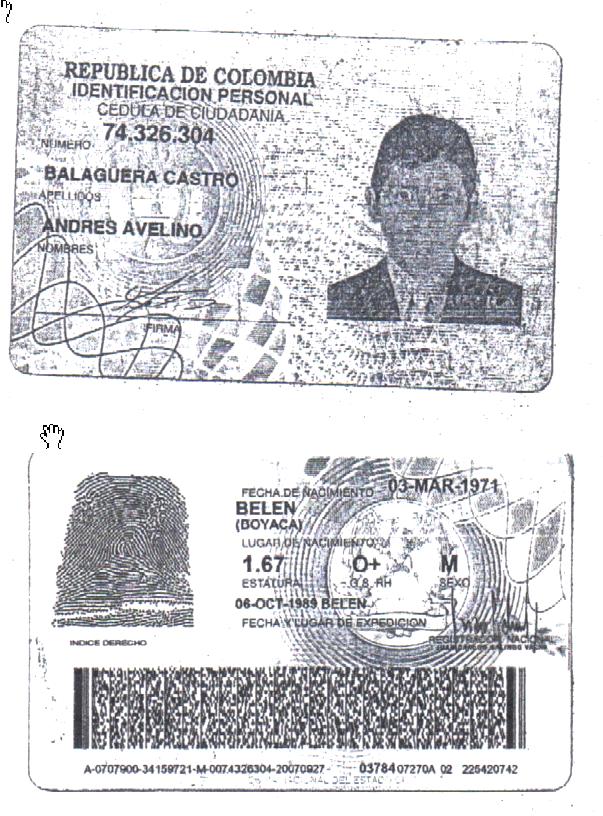 REPUBLICA DE COLOMBIA
IDENTIFICACION PERSONAL
CEDULA DE CIUDADANIA
74.326.304
NUMERO
BALAGUERA CASTRO
APELLIDOS
ANDRES AVELINO
NOMBRES
FIRMA
FECHA DE NACIMIENTO 03-MAR-1971
BELEN
(BOYACA)
LUGAR DE NACIMIENTO
1.67 O+ M
ESTATURA G.S. RH SEXO
06-OCT-1989 BELEN
FECHA Y LUGAR DE EXPEDICION
REGISTRADOR NACIONAL
INDICE DERECHO
A-0707900-34159721-M-0074326304-20070927 0378407270A 02 225420742